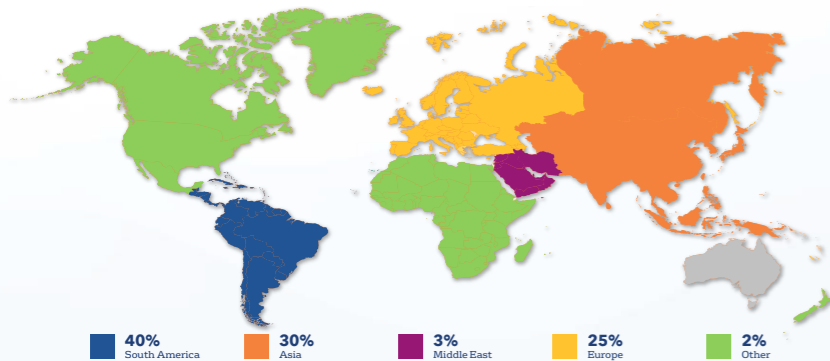 40%
South America
30%
Asia
3%
Middle East
25%
Europe
2%
Other